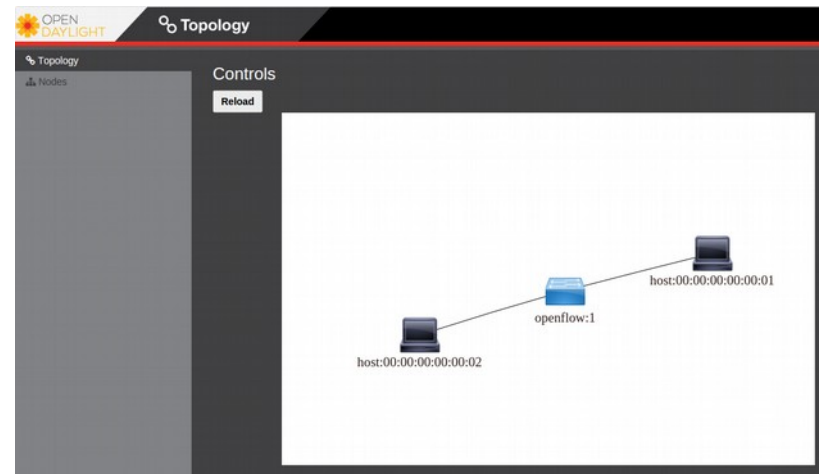 OPEN
DAYLIGHT
Topology
Topology
Nodes
Controls
Reload
host:00:00:00:00:00:01
openflow:1
host:00:00:00:00:00:02